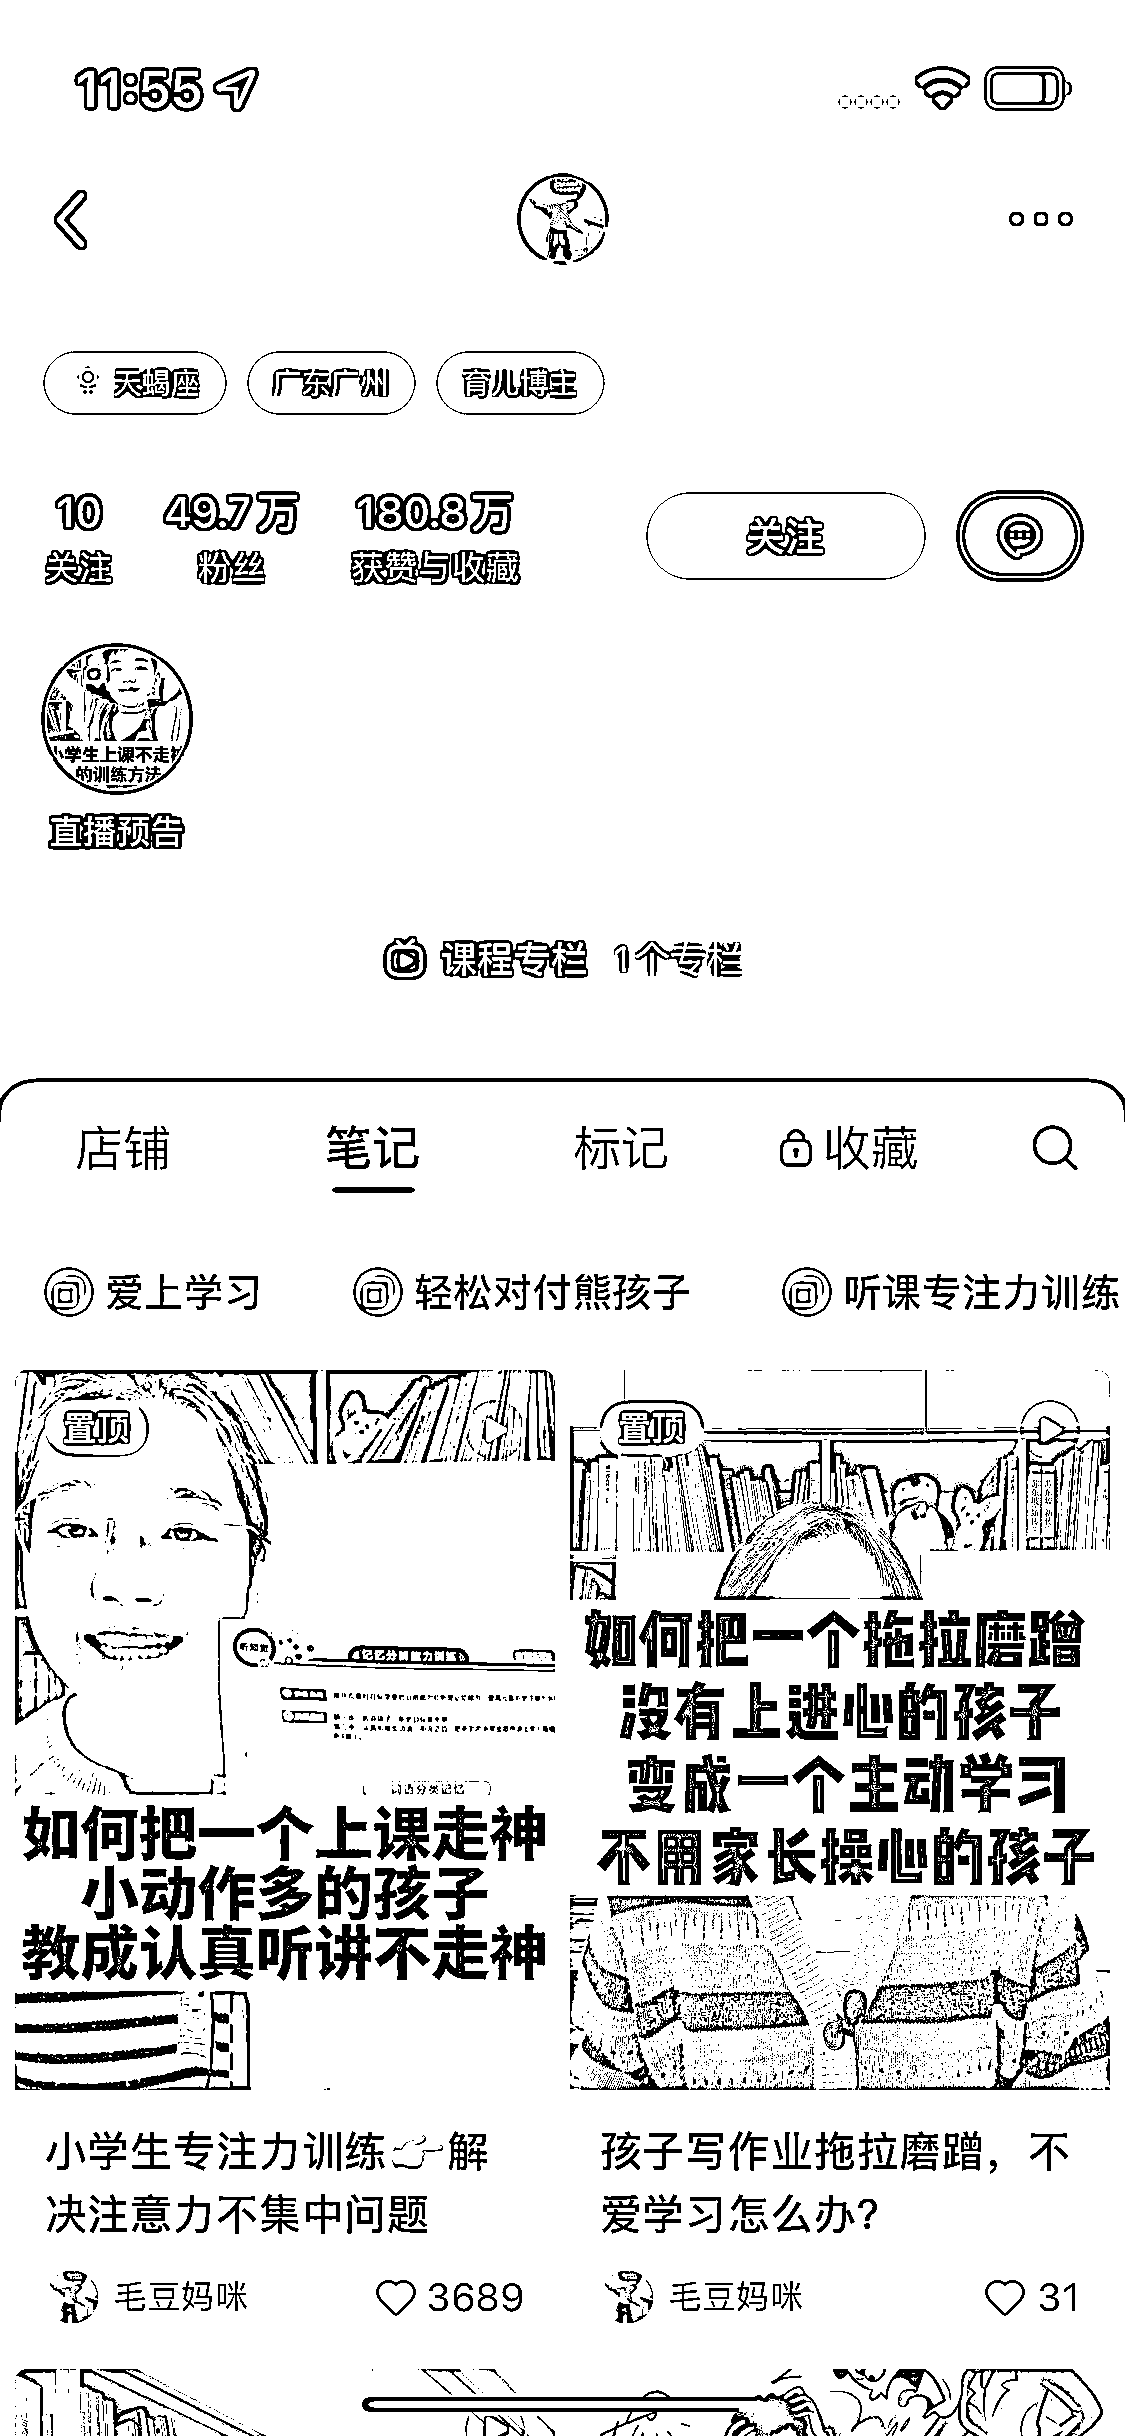 11:55
天蝎座
广东广州
育儿博主
10 49.7万 180.8万
关注 粉丝 获赞与收藏
关注
小学生上课不走神
的训练方法
直播预告
课程专栏 1个专栏
店铺 笔记 标记 收藏
爱上学习 轻松对付熊孩子 听课专注力训练
置顶
词语分类记忆
如何把一个上课走神
小动作多的孩子
教成认真听讲不走神
小学生专注力训练👉解
决注意力不集中问题
毛豆妈咪 3689
置顶
如何把一个拖拉磨蹭
没有上进心的孩子
变成一个主动学习
不用家长操心的孩子
孩子写作业拖拉磨蹭，不
爱学习怎么办？
毛豆妈咪 31